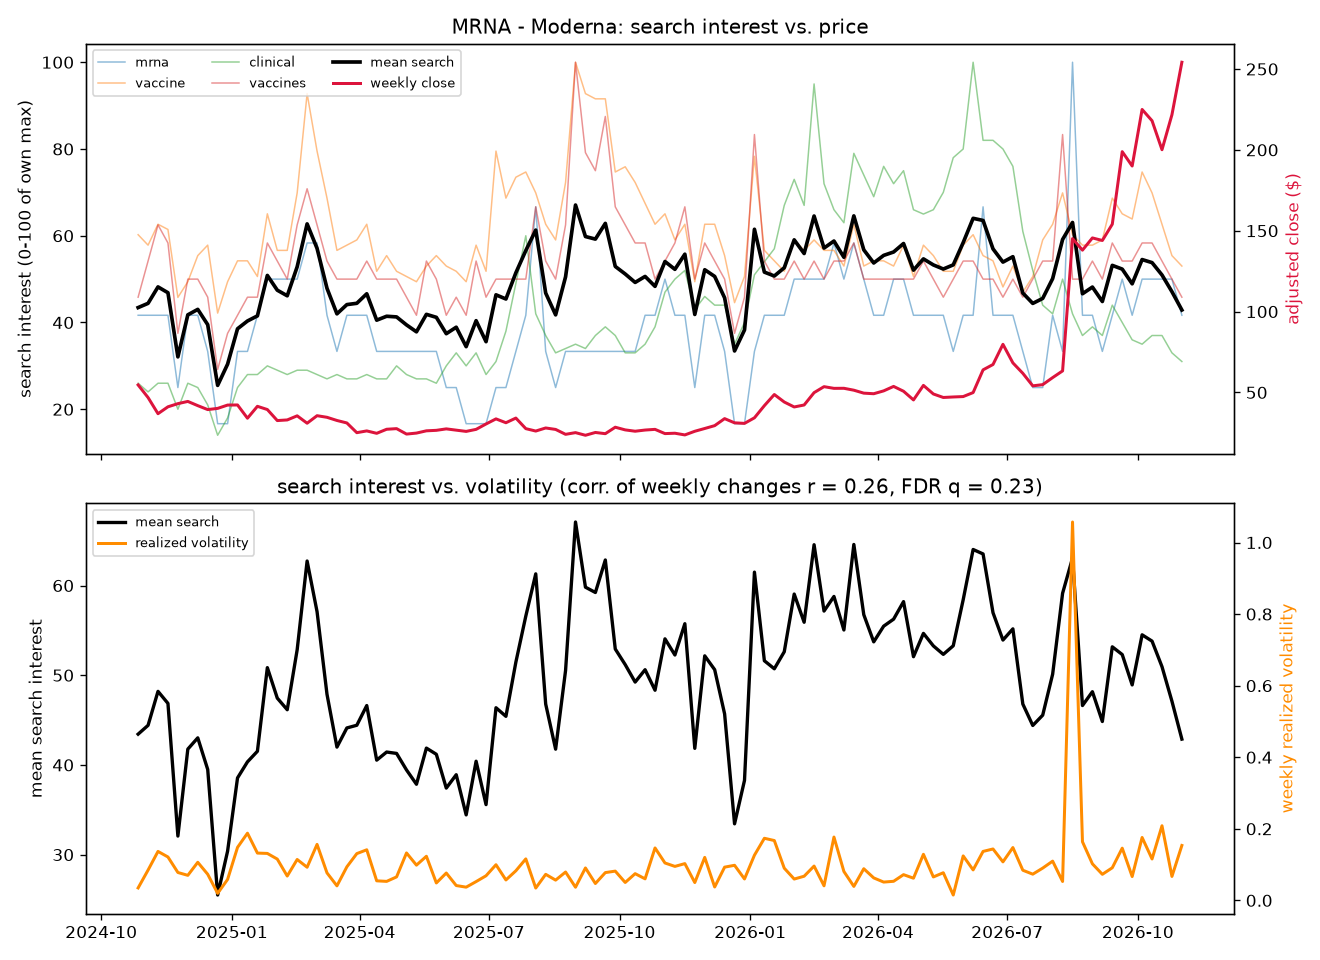 MRNA - Moderna: search interest vs. price
mrna
vaccine
clinical
vaccines
mean search
weekly close
100
80
60
40
20
search interest (0-100 of own max)
250
200
150
100
50
adjusted close ($)
search interest vs. volatility (corr. of weekly changes r = 0.26, FDR q = 0.23)
mean search
realized volatility
60
50
40
30
mean search interest
1.0
0.8
0.6
0.4
0.2
0.0
weekly realized volatility
2024-10
2025-01
2025-04
2025-07
2025-10
2026-01
2026-04
2026-07
2026-10